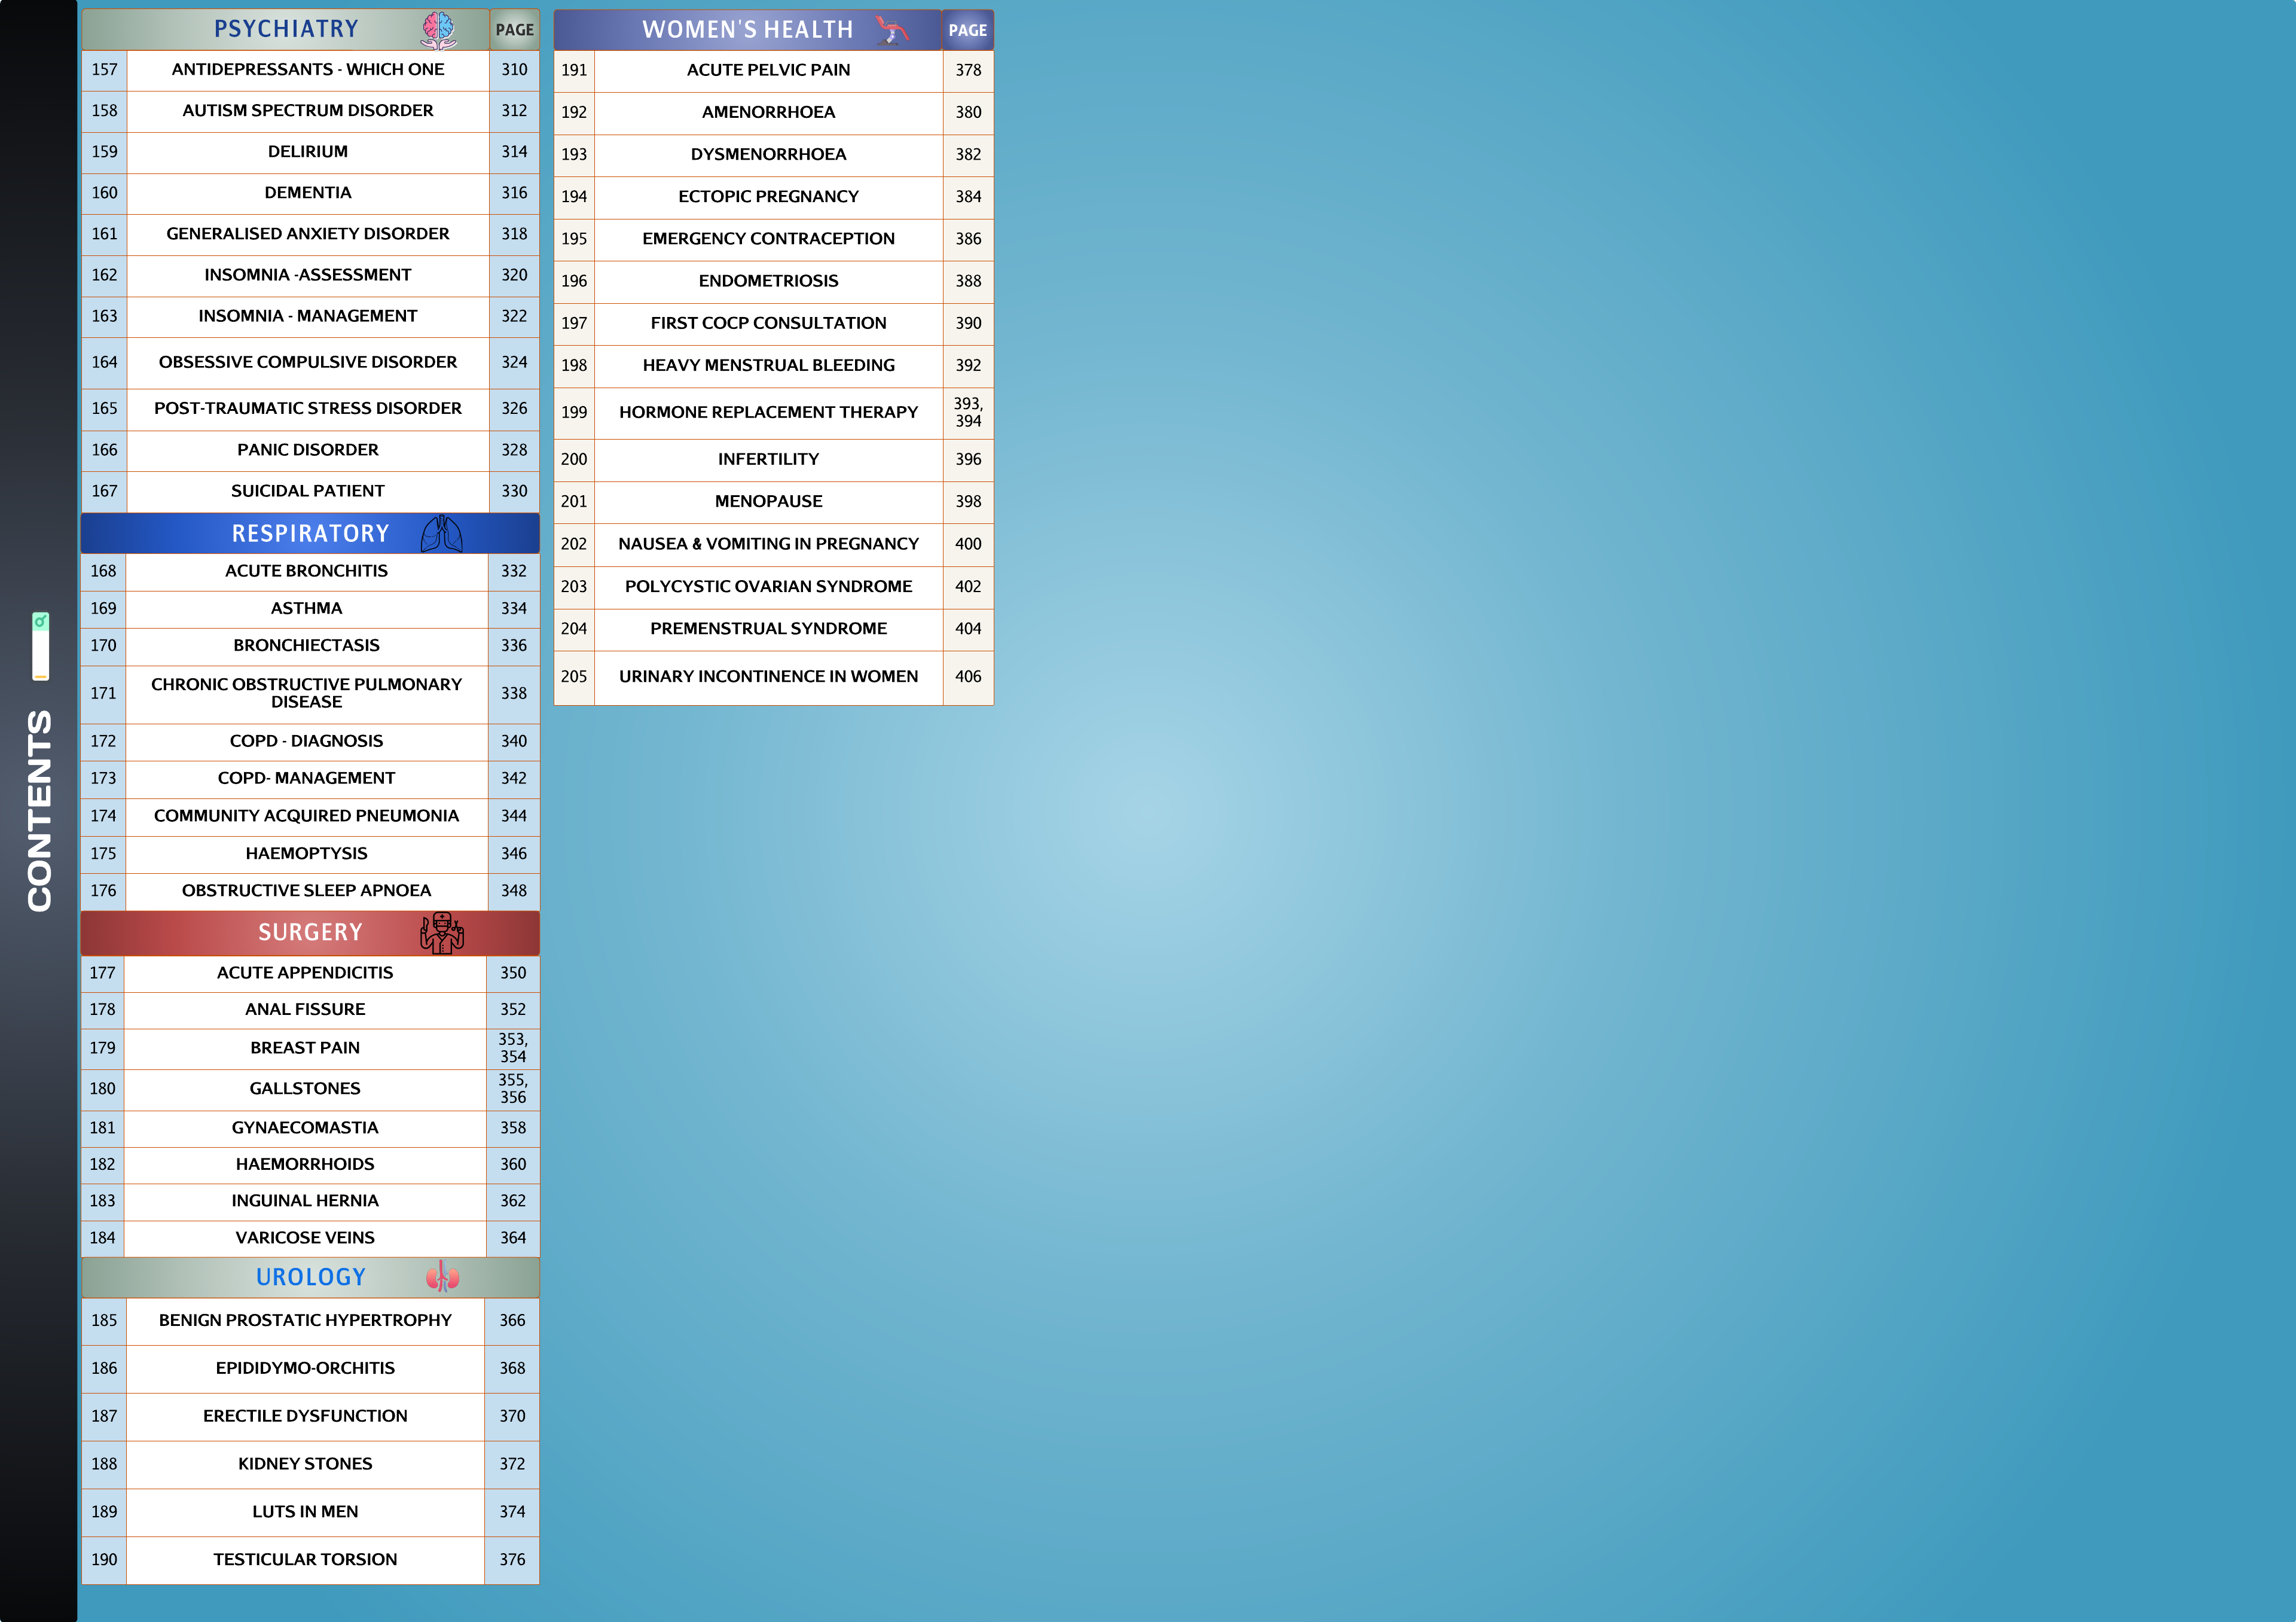 CONTENTS
PSYCHIATRY PAGE
157 ANTIDEPRESSANTS - WHICH ONE 310
158 AUTISM SPECTRUM DISORDER 312
159 DELIRIUM 314
160 DEMENTIA 316
161 GENERALISED ANXIETY DISORDER 318
162 INSOMNIA -ASSESSMENT 320
163 INSOMNIA - MANAGEMENT 322
164 OBSESSIVE COMPULSIVE DISORDER 324
165 POST-TRAUMATIC STRESS DISORDER 326
166 PANIC DISORDER 328
167 SUICIDAL PATIENT 330
RESPIRATORY
168 ACUTE BRONCHITIS 332
169 ASTHMA 334
170 BRONCHIECTASIS 336
171 CHRONIC OBSTRUCTIVE PULMONARY
DISEASE 338
172 COPD - DIAGNOSIS 340
173 COPD- MANAGEMENT 342
174 COMMUNITY ACQUIRED PNEUMONIA 344
175 HAEMOPTYSIS 346
176 OBSTRUCTIVE SLEEP APNOEA 348
SURGERY
177 ACUTE APPENDICITIS 350
178 ANAL FISSURE 352
179 BREAST PAIN 353,
354
180 GALLSTONES 355,
356
181 GYNAECOMASTIA 358
182 HAEMORRHOIDS 360
183 INGUINAL HERNIA 362
184 VARICOSE VEINS 364
UROLOGY
185 BENIGN PROSTATIC HYPERTROPHY 366
186 EPIDIDYMO-ORCHITIS 368
187 ERECTILE DYSFUNCTION 370
188 KIDNEY STONES 372
189 LUTS IN MEN 374
190 TESTICULAR TORSION 376
WOMEN'S HEALTH PAGE
191 ACUTE PELVIC PAIN 378
192 AMENORRHOEA 380
193 DYSMENORRHOEA 382
194 ECTOPIC PREGNANCY 384
195 EMERGENCY CONTRACEPTION 386
196 ENDOMETRIOSIS 388
197 FIRST COCP CONSULTATION 390
198 HEAVY MENSTRUAL BLEEDING 392
199 HORMONE REPLACEMENT THERAPY 393,
394
200 INFERTILITY 396
201 MENOPAUSE 398
202 NAUSEA & VOMITING IN PREGNANCY 400
203 POLYCYSTIC OVARIAN SYNDROME 402
204 PREMENSTRUAL SYNDROME 404
205 URINARY INCONTINENCE IN WOMEN 406